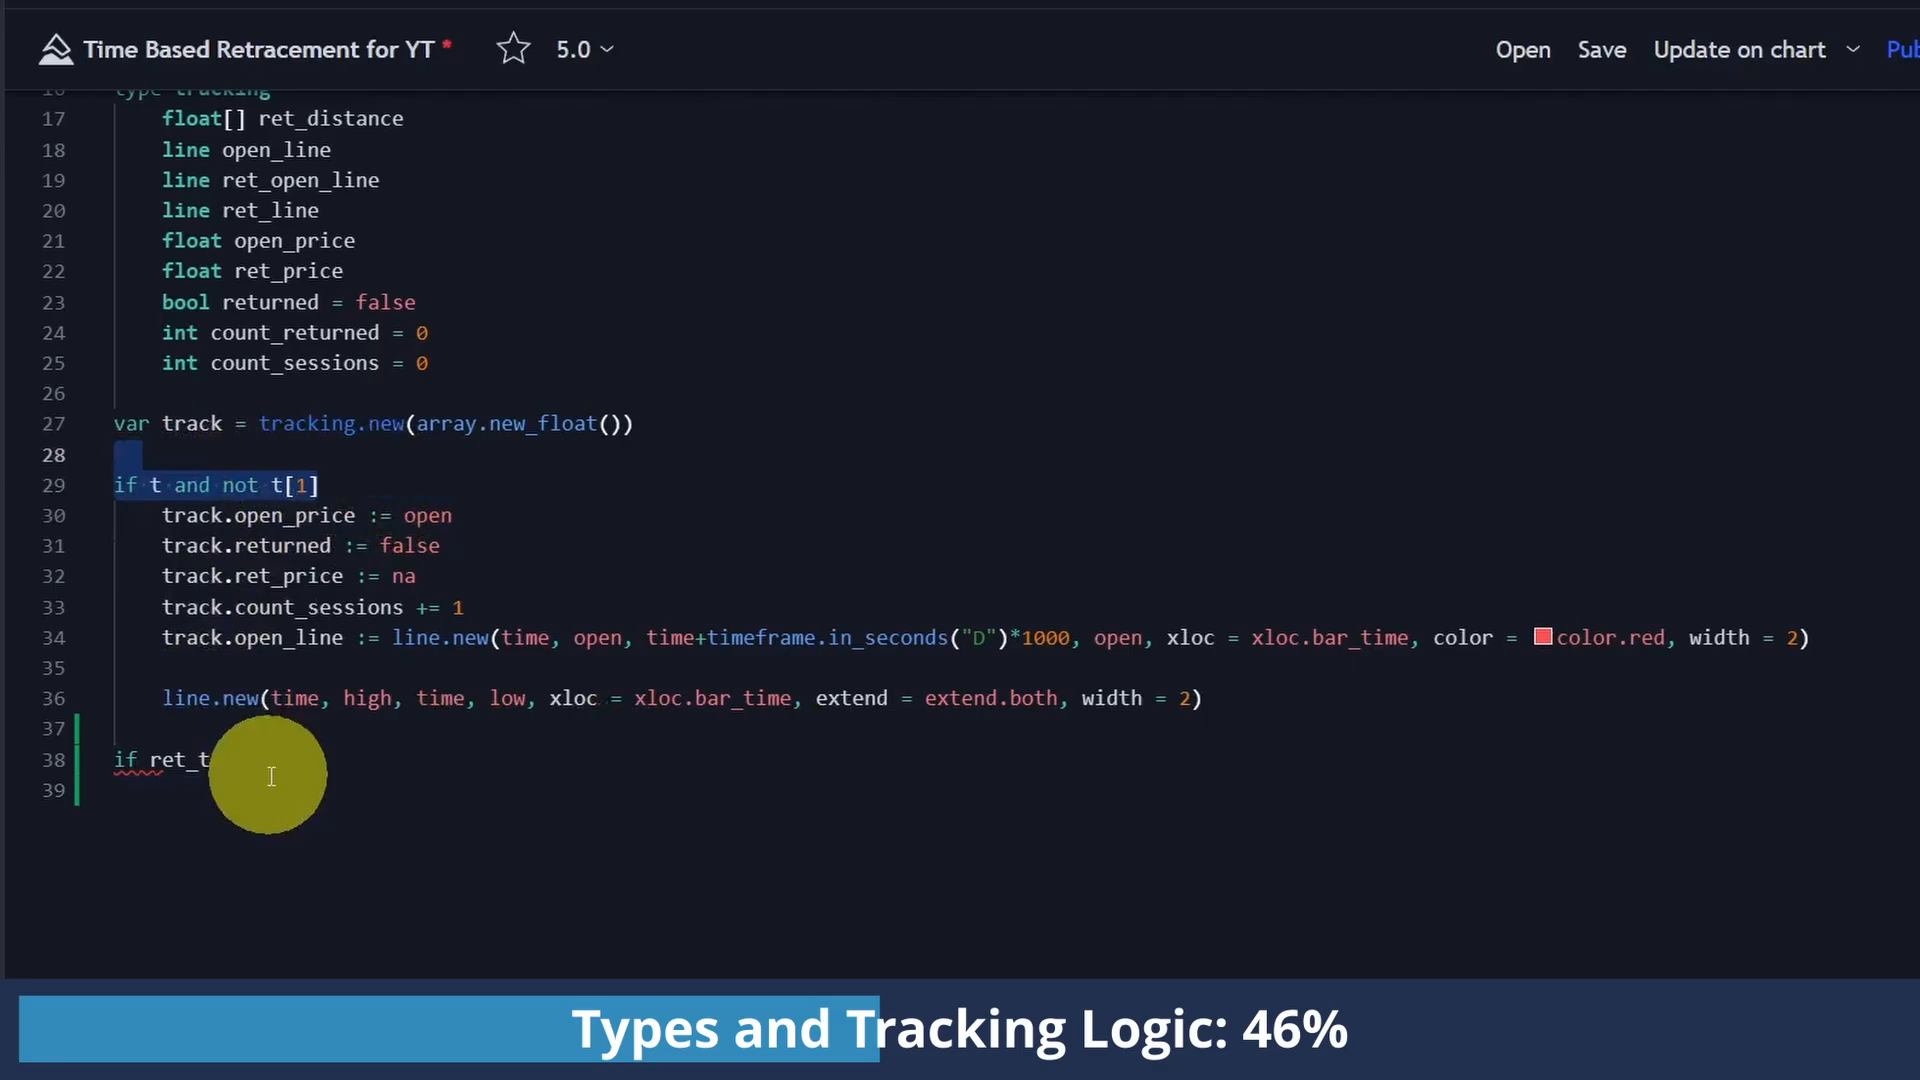 Time Based Retracement for YT * 5.0 Open Save Update on chart Pub
16 type tracking
17 float[] ret_distance
18 line open_line
19 line ret_open_line
20 line ret_line
21 float open_price
22 float ret_price
23 bool returned = false
24 int count_returned = 0
25 int count_sessions = 0
26
27 var track = tracking.new(array.new_float())
28
29 if t and not t[1]
30 track.open_price := open
31 track.returned := false
32 track.ret_price := na
33 track.count_sessions += 1
34 track.open_line := line.new(time, open, time+timeframe.in_seconds("D")*1000, open, xloc = xloc.bar_time, color = color.red, width = 2)
35
36 line.new(time, high, time, low, xloc = xloc.bar_time, extend = extend.both, width = 2)
37
38 if ret_t
39
Types and Tracking Logic: 46%